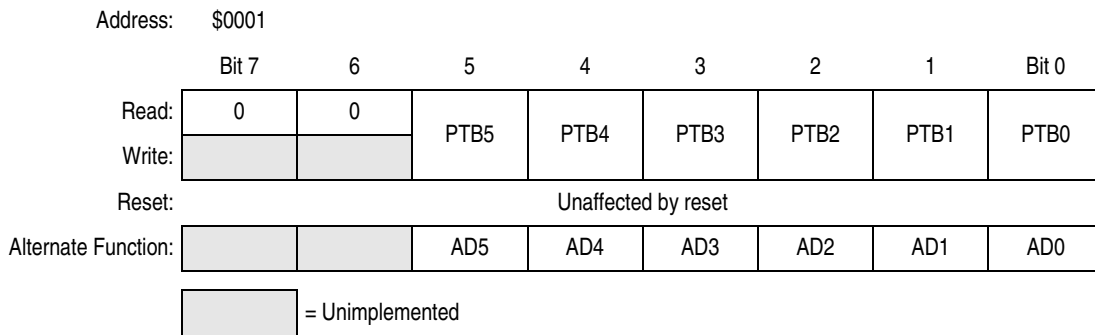 Address: $0001
Bit 7 6 5 4 3 2 1 Bit 0
Read: 0 0 PTB5 PTB4 PTB3 PTB2 PTB1 PTB0
Write:
Reset: Unaffected by reset
Alternate Function: AD5 AD4 AD3 AD2 AD1 AD0
= Unimplemented